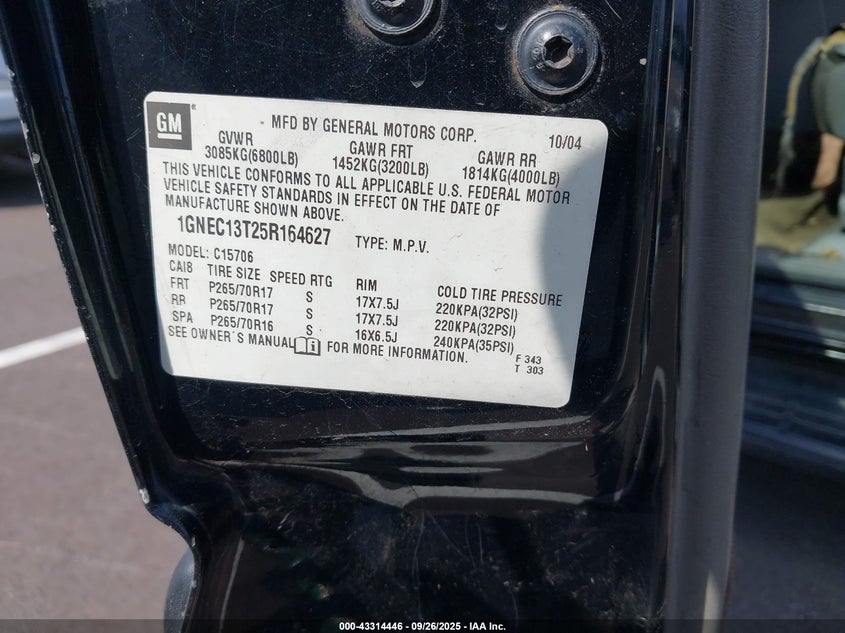 GM ®
MFD BY GENERAL MOTORS CORP. 10/04
GVWR GAWR FRT GAWR RR
3085KG(6800LB) 1452KG(3200LB) 1814KG(4000LB)
THIS VEHICLE CONFORMS TO ALL APPLICABLE U.S. FEDERAL MOTOR
VEHICLE SAFETY STANDARDS IN EFFECT ON THE DATE OF
MANUFACTURE SHOWN ABOVE.
1GNEC13T25R164627 TYPE: M.P.V.
MODEL: C15706
CAI8 TIRE SIZE SPEED RTG RIM COLD TIRE PRESSURE
FRT P265/70R17 S 17X7.5J 220KPA(32PSI)
RR P265/70R17 S 17X7.5J 220KPA(32PSI)
SPA P265/70R16 S 16X6.5J 240KPA(35PSI)
SEE OWNER'S MANUAL FOR MORE INFORMATION.
F 343
T 303
000-43314446 - 09/26/2025 - IAA Inc.